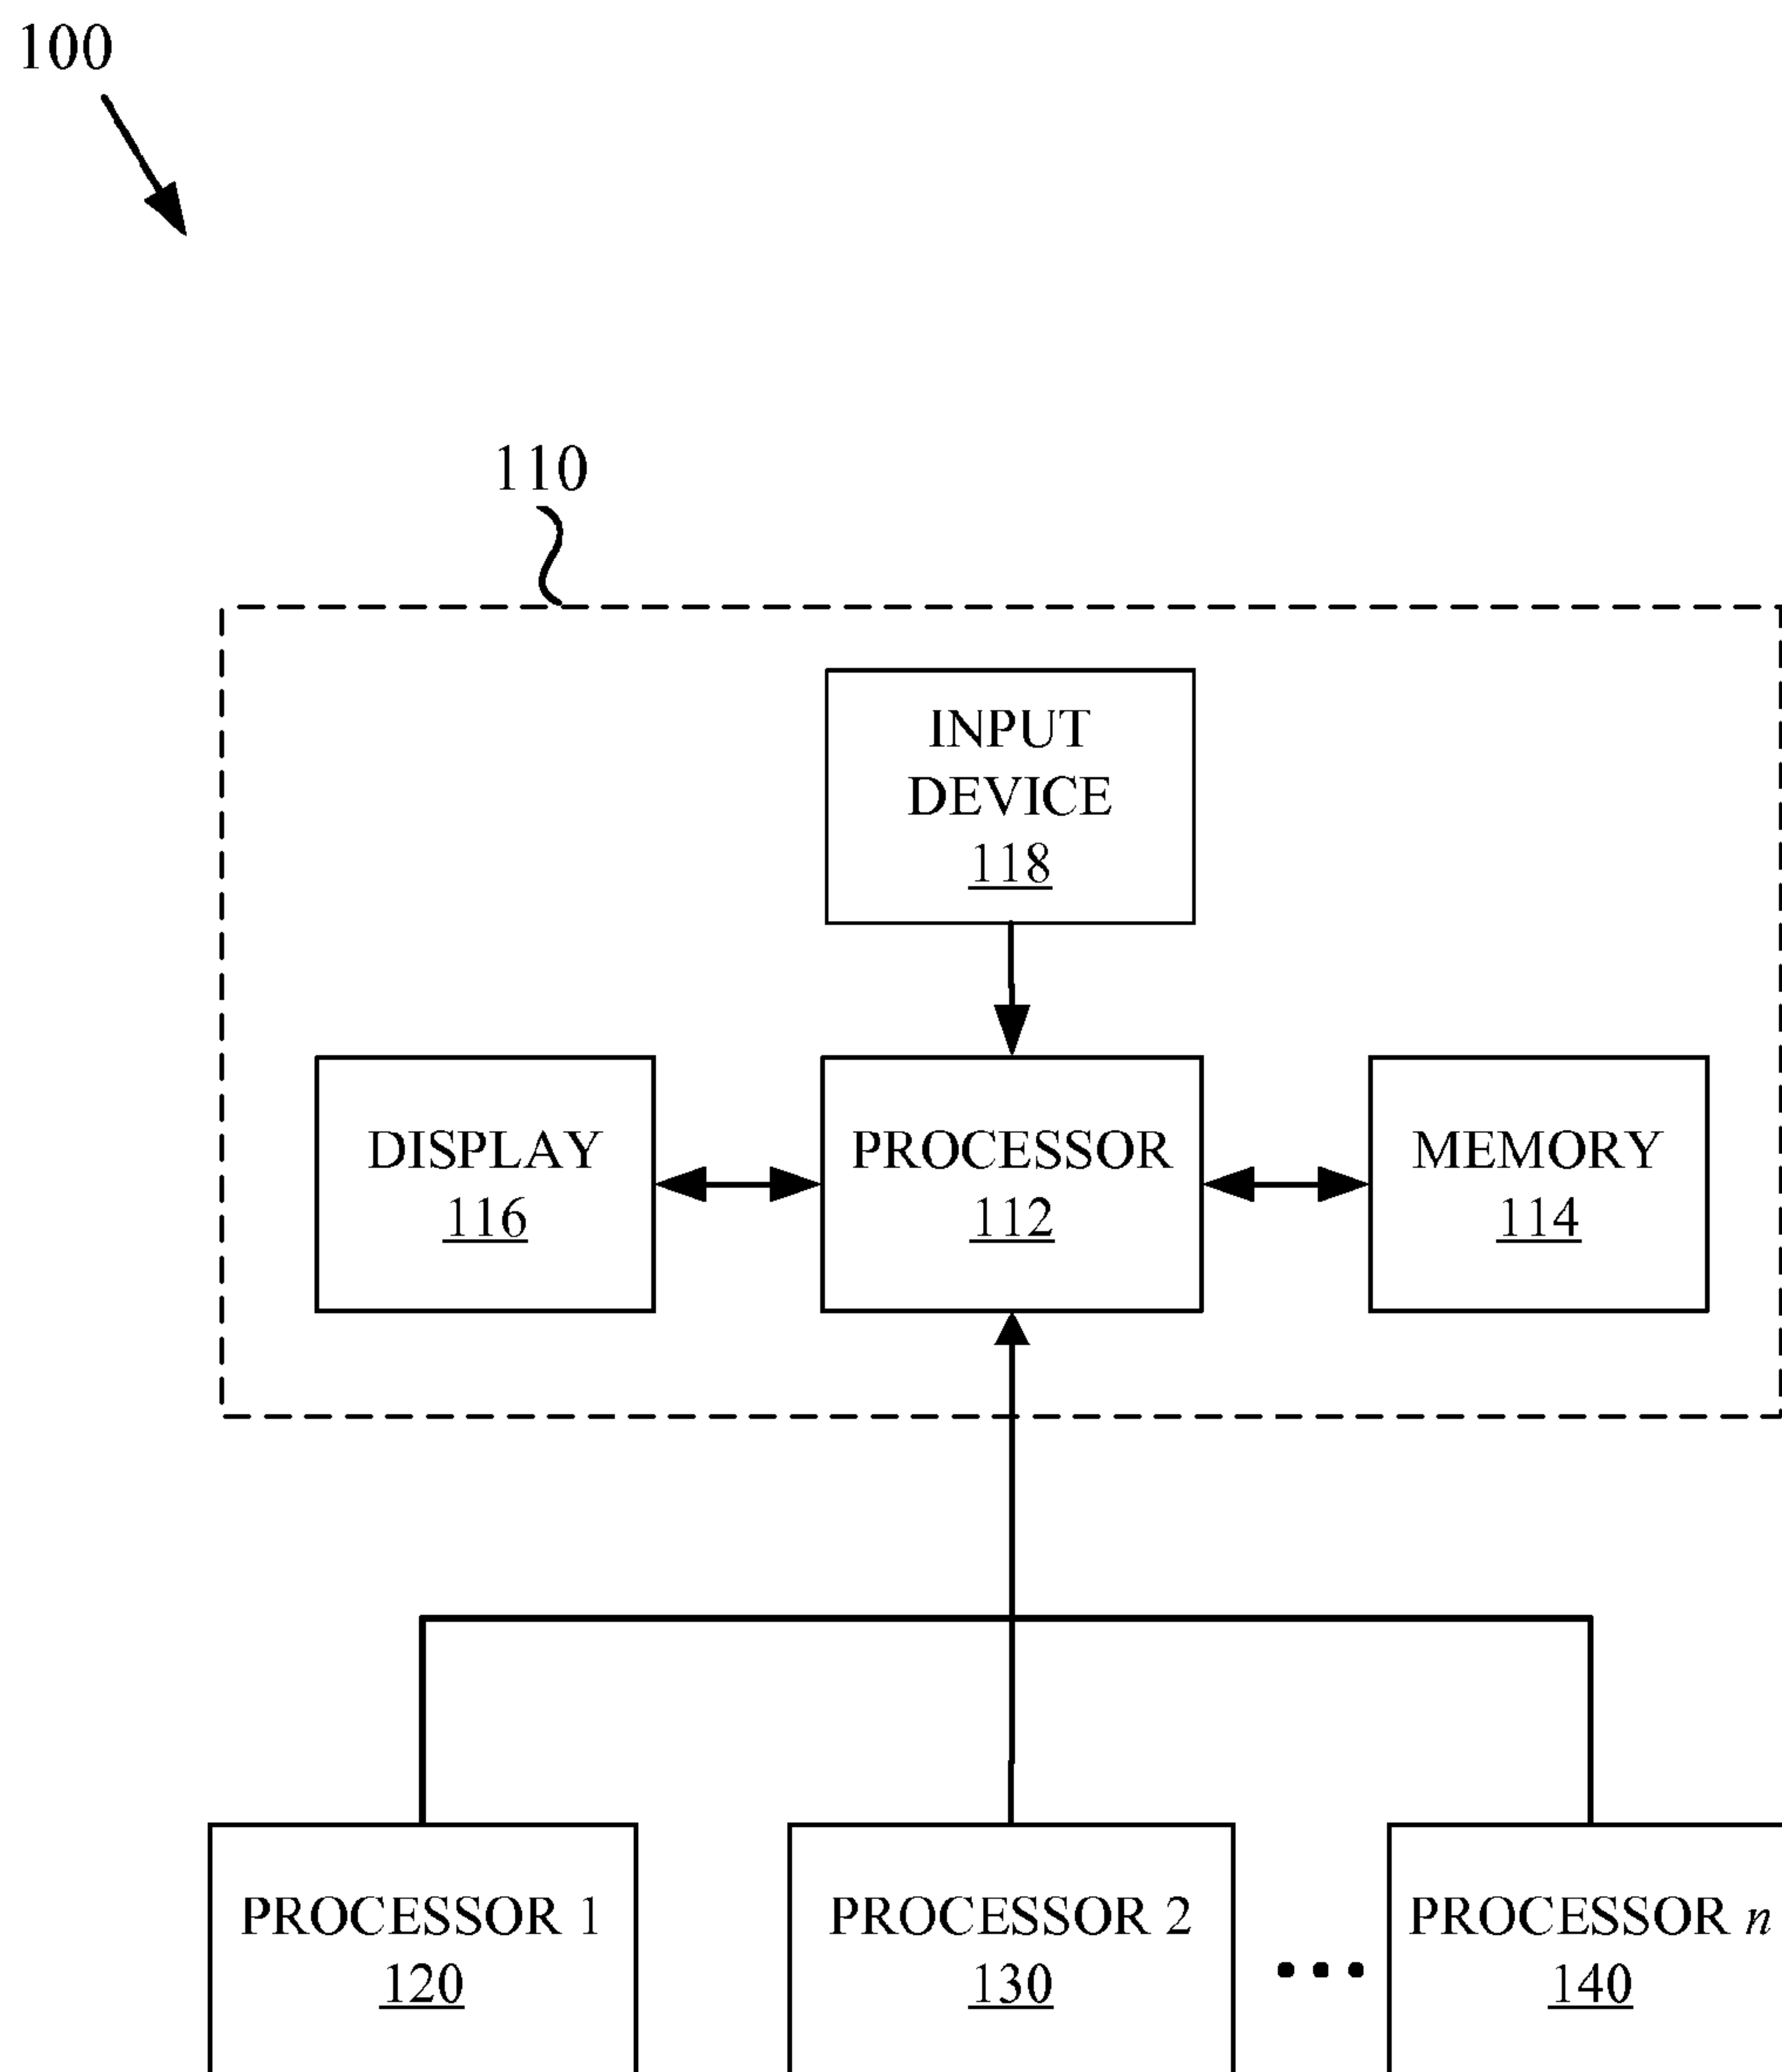 100
110
INPUT
DEVICE
118
DISPLAY
116
PROCESSOR
112
MEMORY
114
PROCESSOR 1
120
PROCESSOR 2
130
PROCESSOR n
140